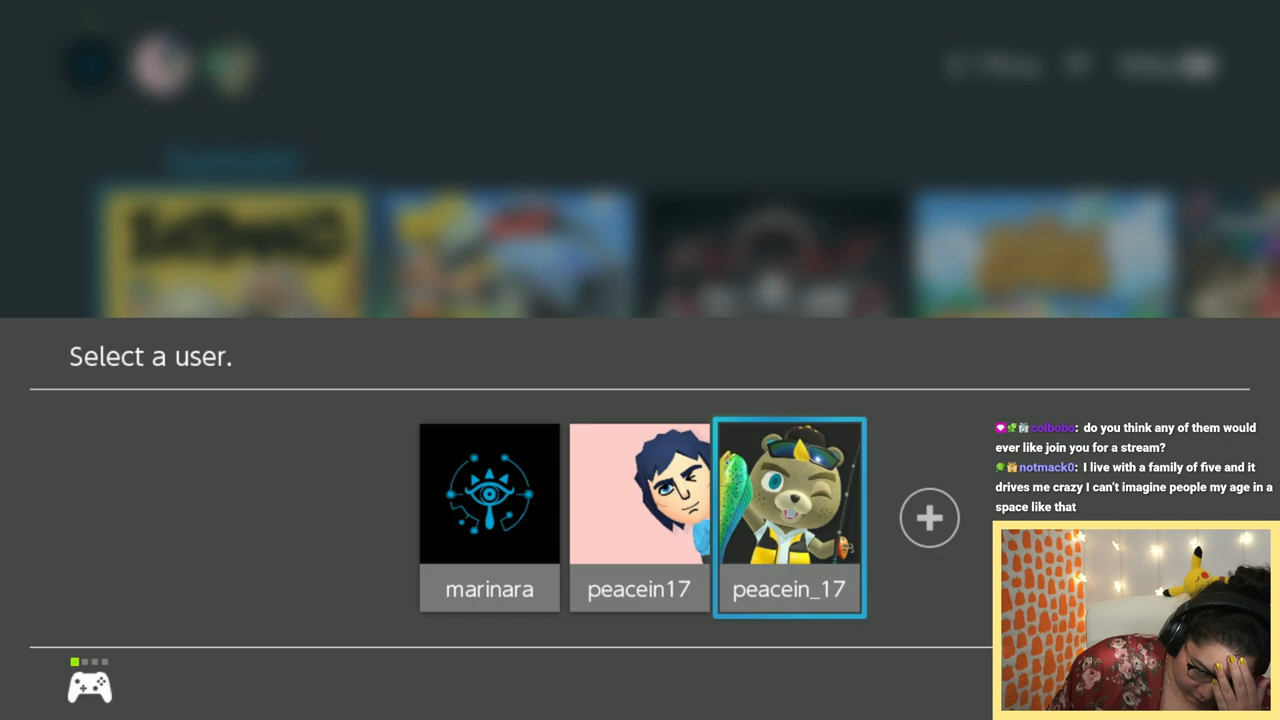 Select a user.
marinara
peacein17
peacein_17
colbobo: do you think any of them would
ever like join you for a stream?
notmack0: I live with a family of five and it
drives me crazy I can't imagine people my age in a
space like that